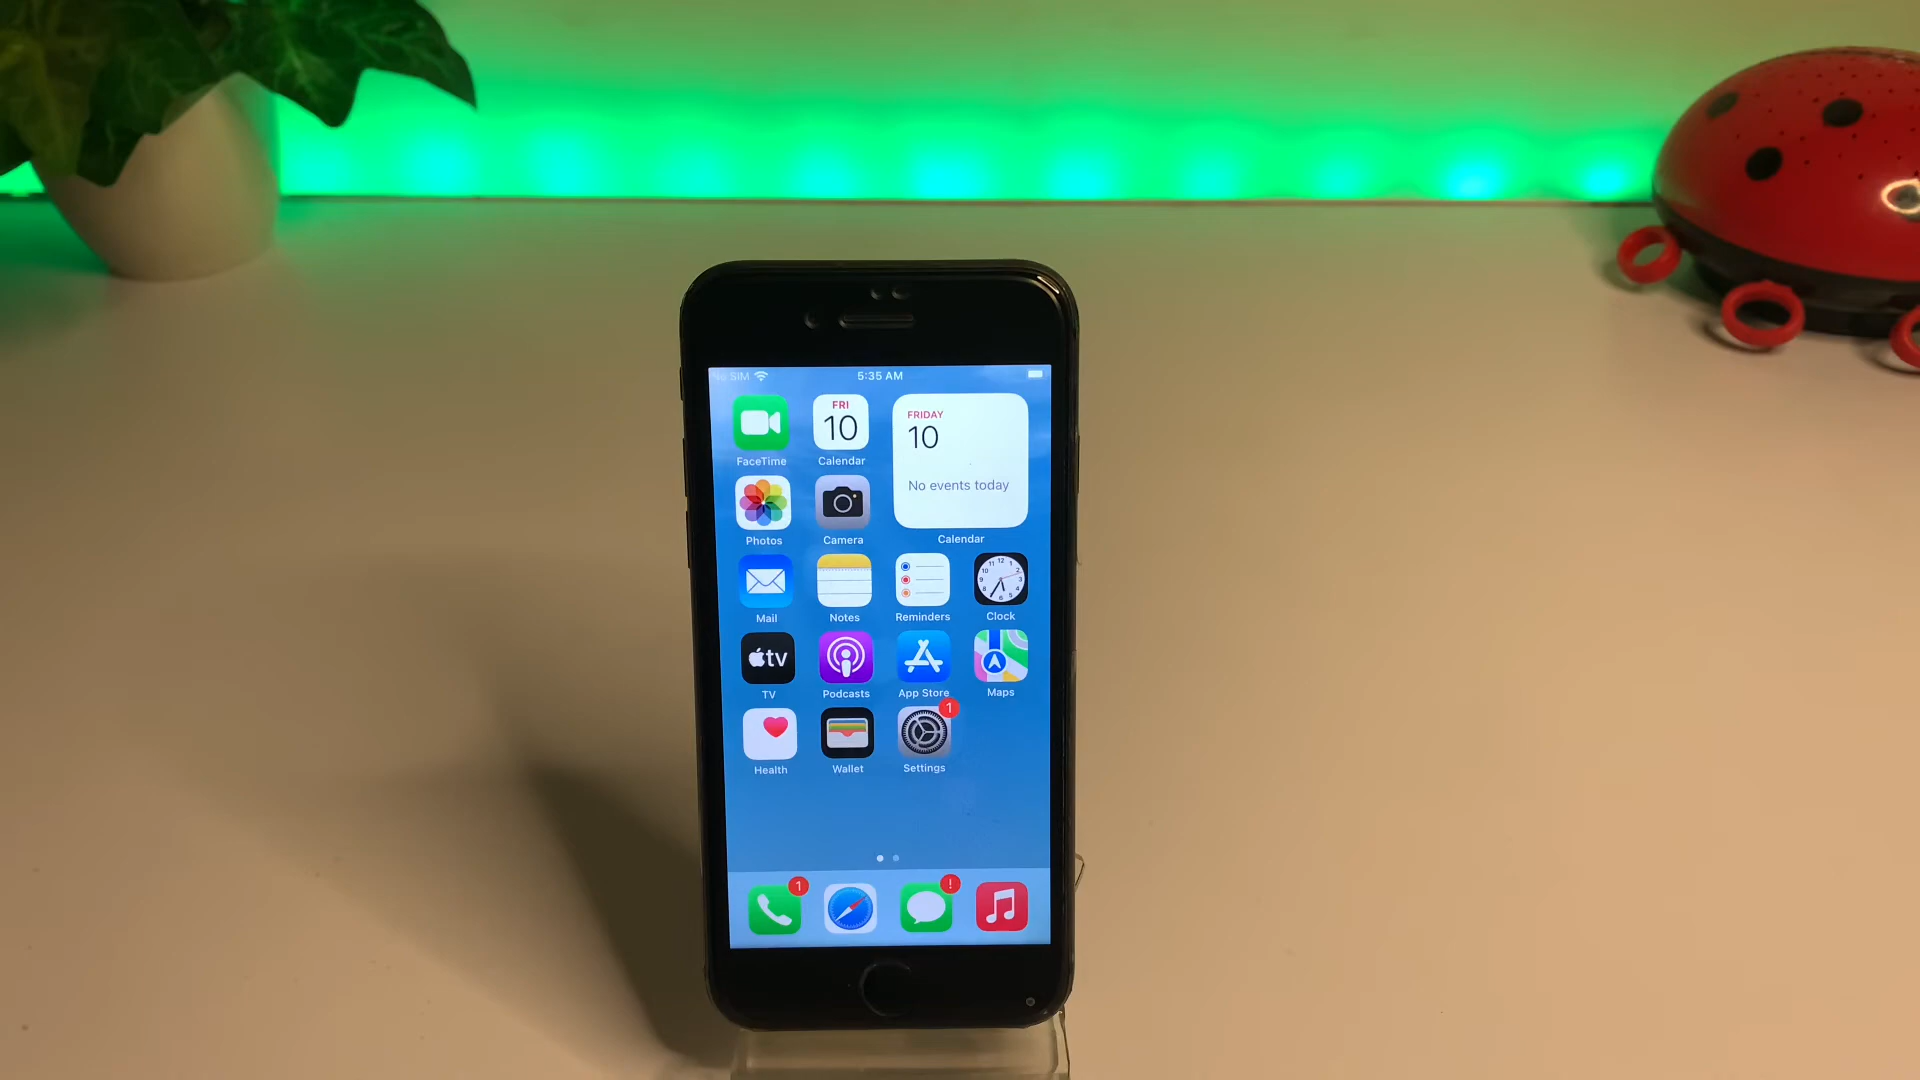 No SIM 5:35 AM
FRI
10
FRIDAY
10
No events today
FaceTime Calendar
Photos Camera Calendar
Mail Notes Reminders Clock
tv
TV Podcasts App Store Maps
1
Health Wallet Settings
1 !